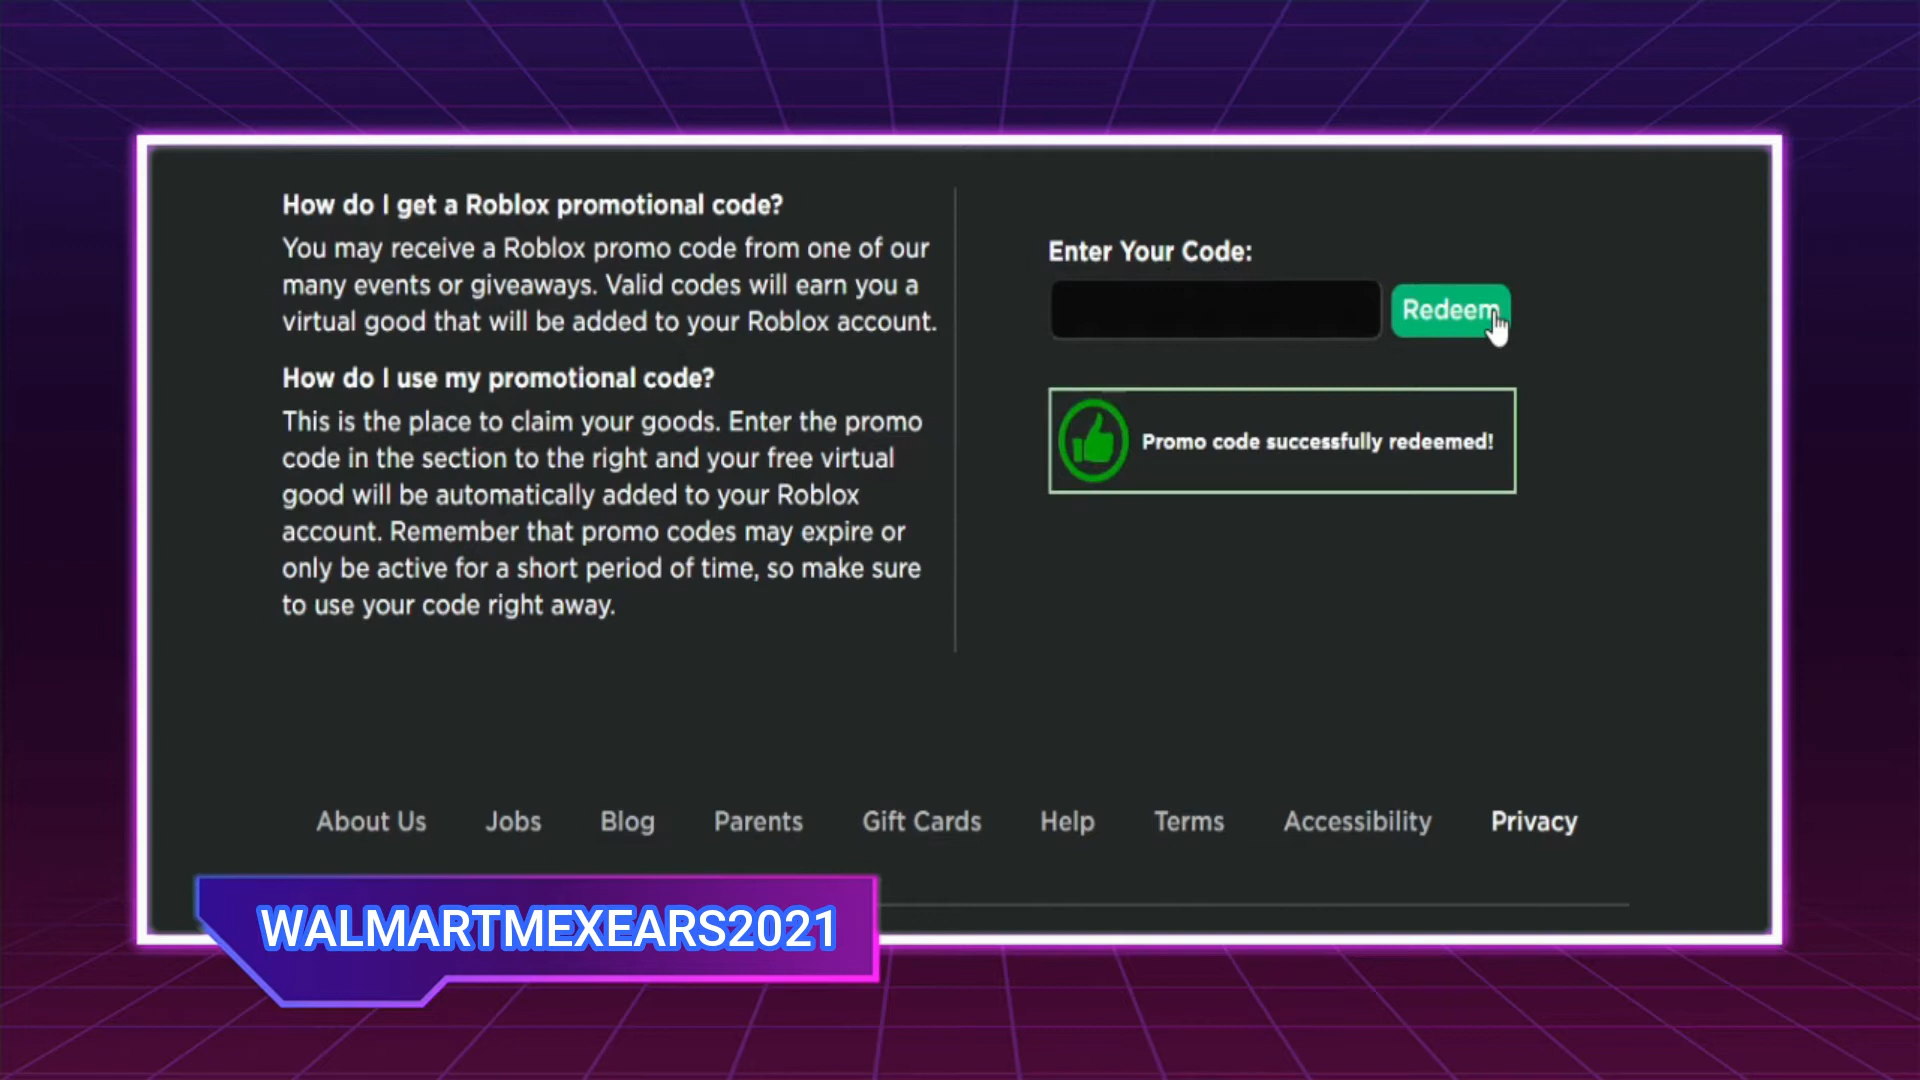 How do I get a Roblox promotional code?
You may receive a Roblox promo code from one of our
many events or giveaways. Valid codes will earn you a
virtual good that will be added to your Roblox account.
How do I use my promotional code?
This is the place to claim your goods. Enter the promo
code in the section to the right and your free virtual
good will be automatically added to your Roblox
account. Remember that promo codes may expire or
only be active for a short period of time, so make sure
to use your code right away.
Enter Your Code:
Redeem
Promo code successfully redeemed!
About Us Jobs Blog Parents Gift Cards Help Terms Accessibility Privacy
WALMARTMEXEARS2021